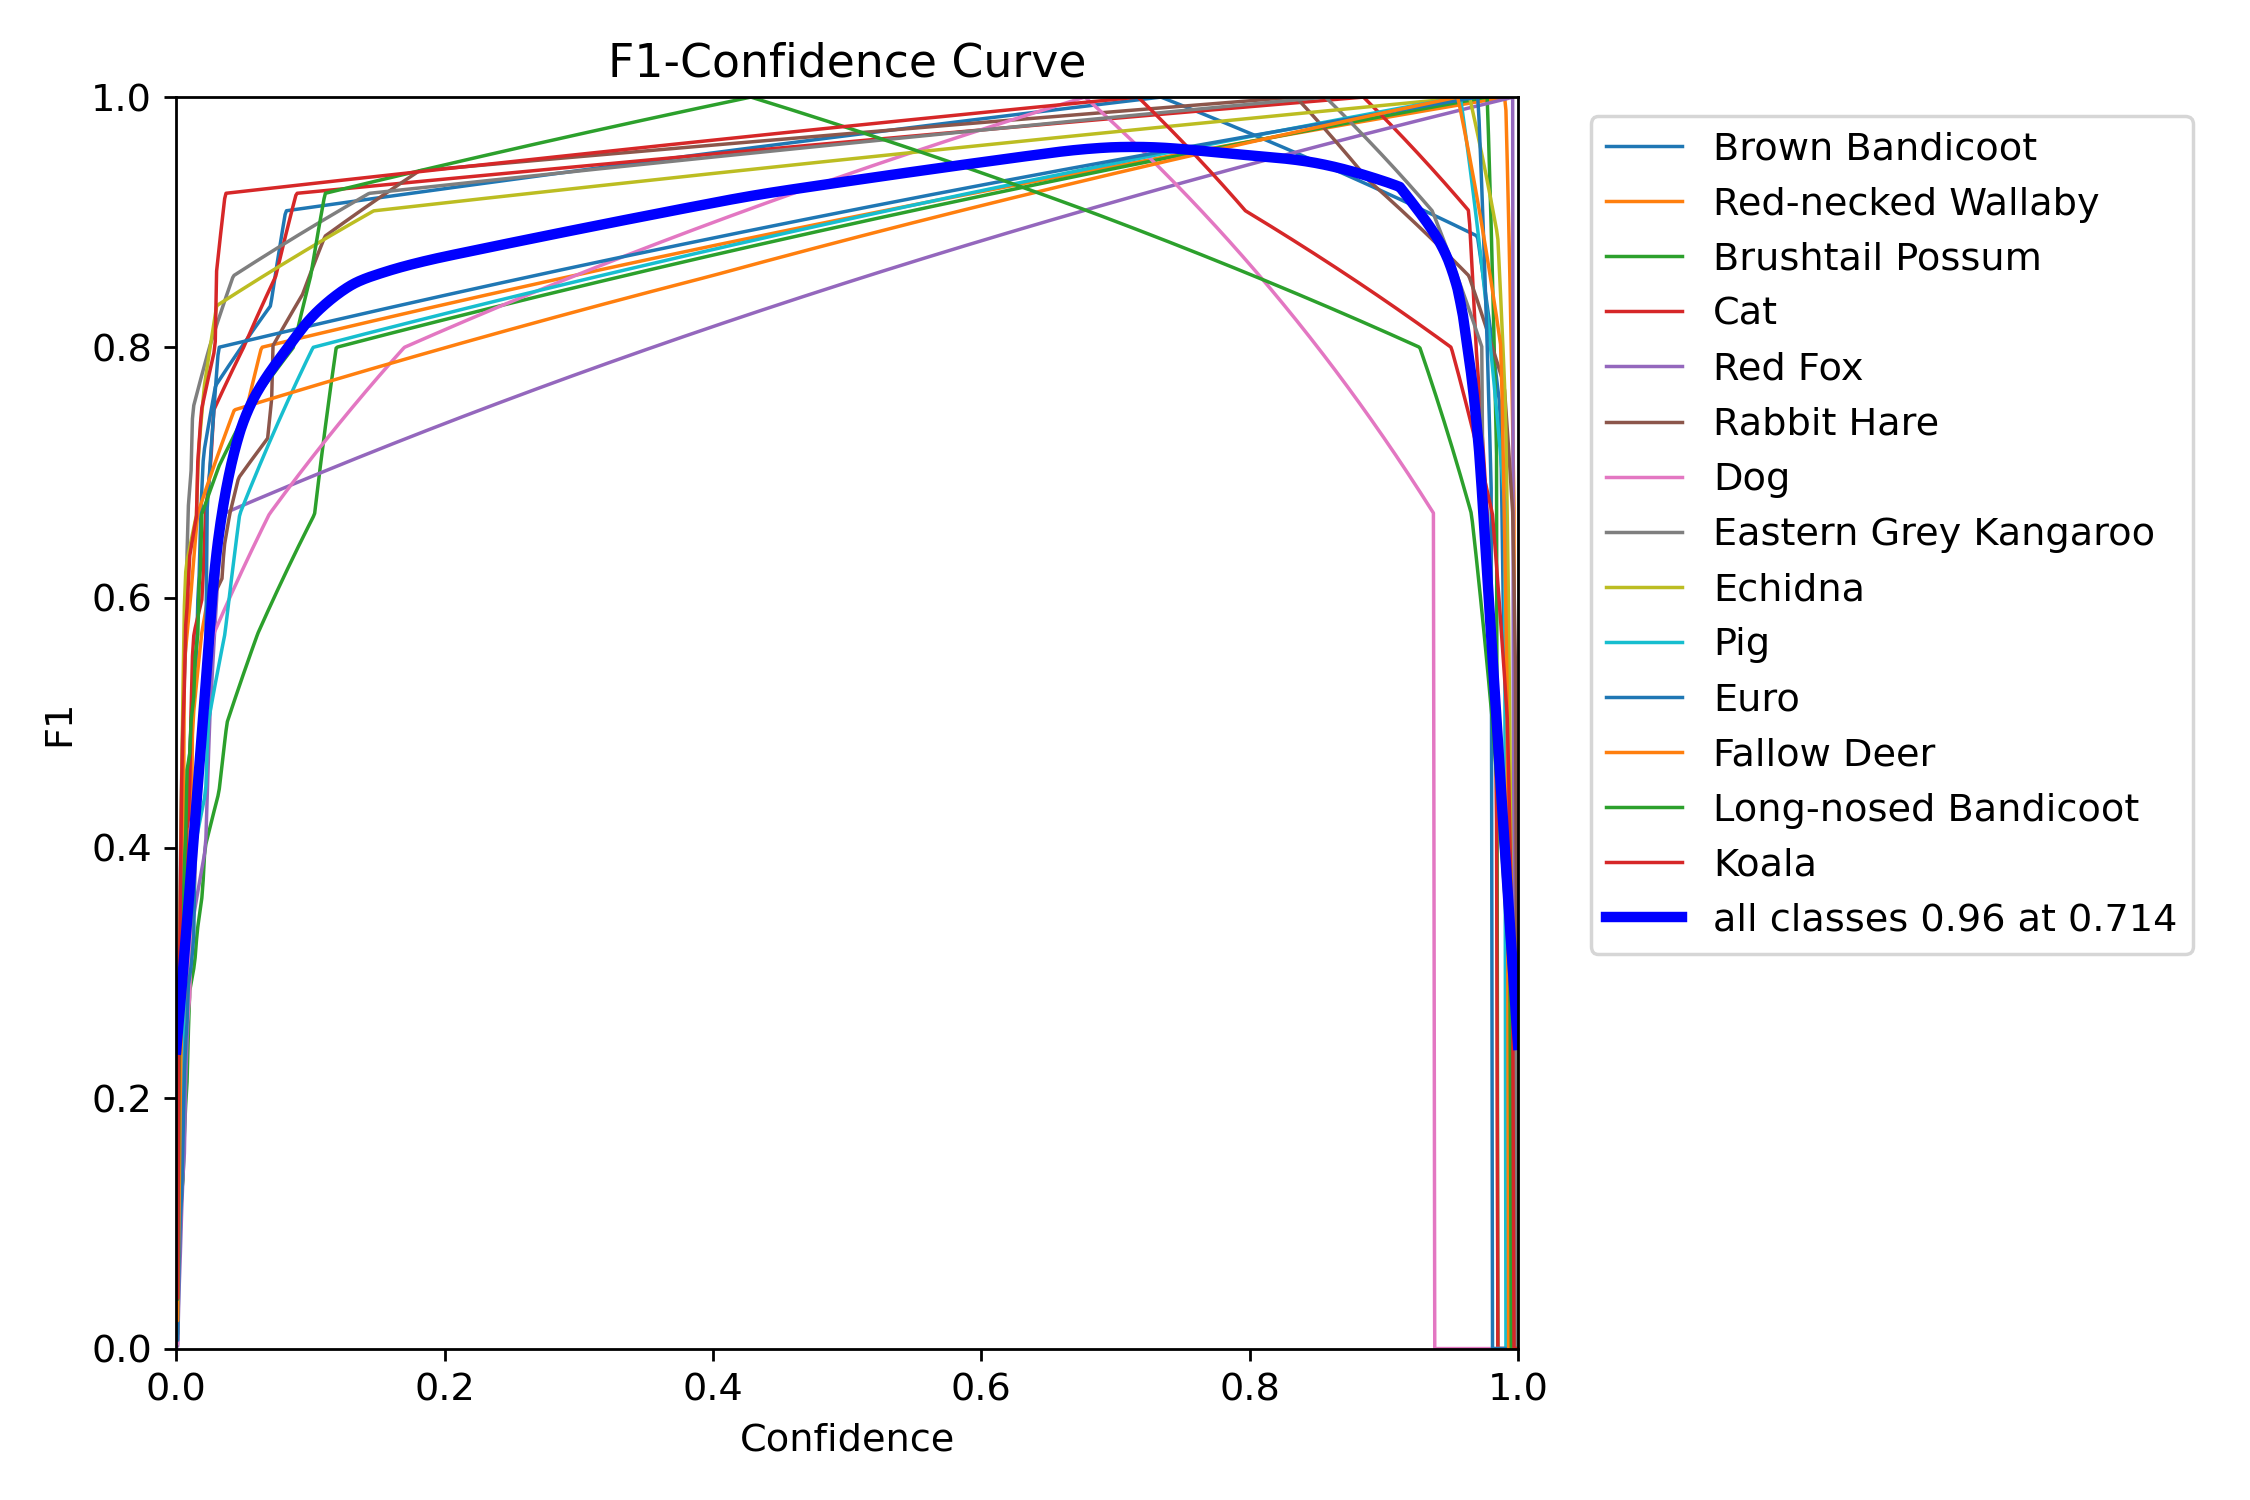 F1-Confidence Curve
1.0
0.8
0.6
0.4
0.2
0.0
F1
0.0 0.2 0.4 0.6 0.8 1.0
Confidence
Brown Bandicoot
Red-necked Wallaby
Brushtail Possum
Cat
Red Fox
Rabbit Hare
Dog
Eastern Grey Kangaroo
Echidna
Pig
Euro
Fallow Deer
Long-nosed Bandicoot
Koala
all classes 0.96 at 0.714